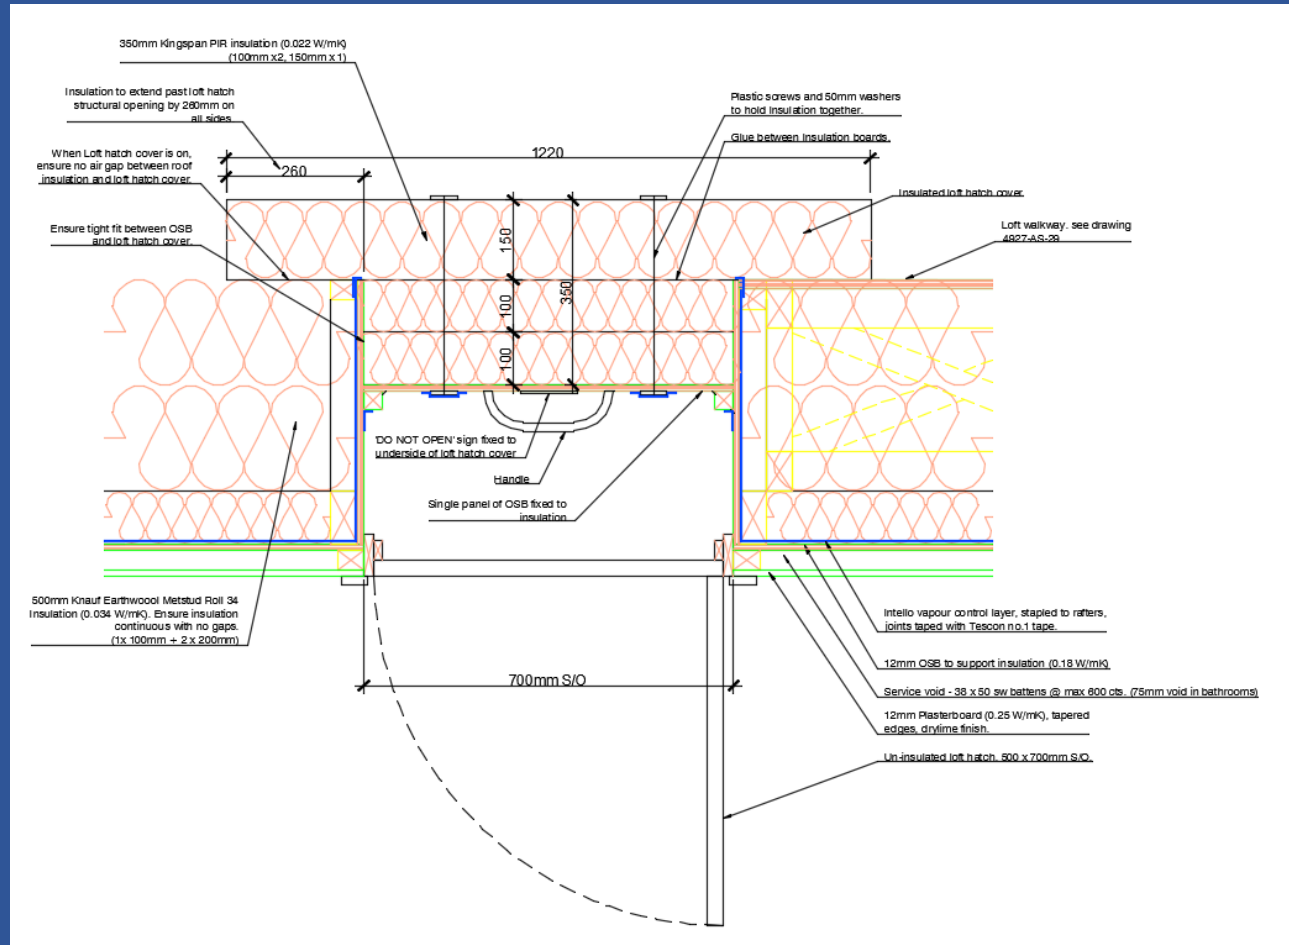 350mm Kingspan PIR insulation (0.022 W/mK)
(100mm x2, 150mm x 1)
Insulation to extend past loft hatch
structural opening by 260mm on
all sides.
When Loft hatch cover is on,
ensure no air gap between roof
insulation and loft hatch cover.
Ensure tight fit between OSB
and loft hatch cover.
Plastic screws and 50mm washers
to hold insulation together.
Glue between insulation boards.
1220
260
Insulated loft hatch cover
Loft walkway. see drawing
4927-AS-29
150
100
350
100
'DO NOT OPEN' sign fixed to
underside of loft hatch cover
Handle
Single panel of OSB fixed to
insulation
500mm Knauf Earthwoool Metstud Roll 34
Insulation (0.034 W/mK). Ensure insulation
continuous with no gaps.
(1x 100mm + 2 x 200mm)
700mm S/O
Intello vapour control layer, stapled to rafters,
joints taped with Tescon no.1 tape.
12mm OSB to support insulation (0.18 W/mK)
Service void - 38 x 50 sw battens @ max 600 cts. (75mm void in bathrooms)
12mm Plasterboard (0.25 W/mK), tapered
edges, drylime finish.
Un-insulated loft hatch. 500 x 700mm S/O.